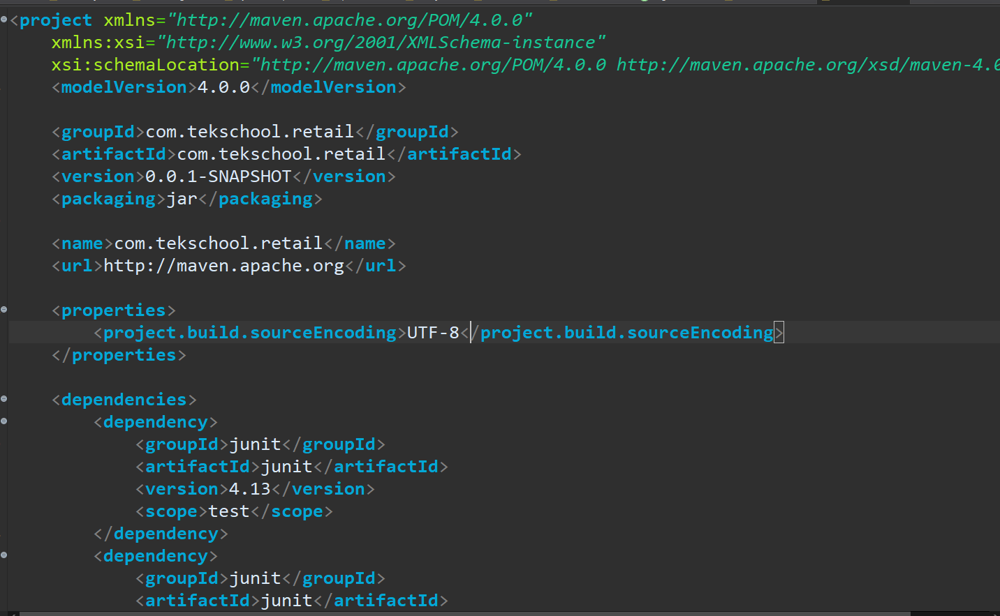 <project xmlns="http://maven.apache.org/POM/4.0.0"
xmlns:xsi="http://www.w3.org/2001/XMLSchema-instance"
xsi:schemaLocation="http://maven.apache.org/POM/4.0.0 http://maven.apache.org/xsd/maven-4.0
<modelVersion>4.0.0</modelVersion>
<groupId>com.tekschool.retail</groupId>
<artifactId>com.tekschool.retail</artifactId>
<version>0.0.1-SNAPSHOT</version>
<packaging>jar</packaging>
<name>com.tekschool.retail</name>
<url>http://maven.apache.org</url>
<properties>
<project.build.sourceEncoding>UTF-8</project.build.sourceEncoding>
</properties>
<dependencies>
<dependency>
<groupId>junit</groupId>
<artifactId>junit</artifactId>
<version>4.13</version>
<scope>test</scope>
</dependency>
<dependency>
<groupId>junit</groupId>
<artifactId>junit</artifactId>